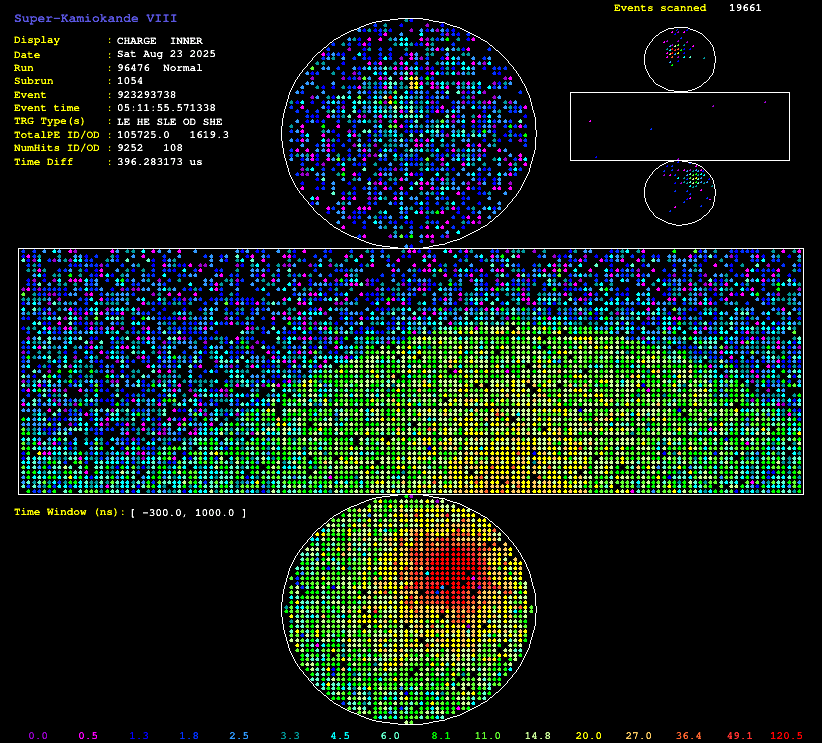 Super-Kamiokande VIII
Events scanned 19661
Display : CHARGE INNER
Date : Sat Aug 23 2025
Run : 96476 Normal
Subrun : 1054
Event : 923293738
Event time : 05:11:55.571338
TRG Type(s) : LE HE SLE OD SHE
TotalPE ID/OD : 105725.0 1619.3
NumHits ID/OD : 9252 108
Time Diff : 396.283173 us
Time Window (ns): [ -300.0, 1000.0 ]
0.0 0.5 1.3 1.8 2.5 3.3 4.5 6.0 8.1 11.0 14.8 20.0 27.0 36.4 49.1 120.5